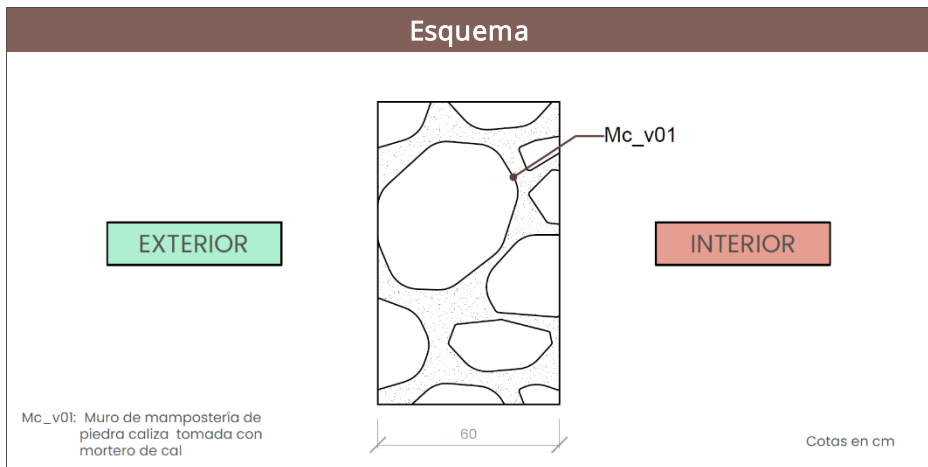 Esquema
Mc_v01
EXTERIOR
INTERIOR
Mc_v01: Muro de mampostería de
piedra caliza tomada con
mortero de cal
60
Cotas en cm